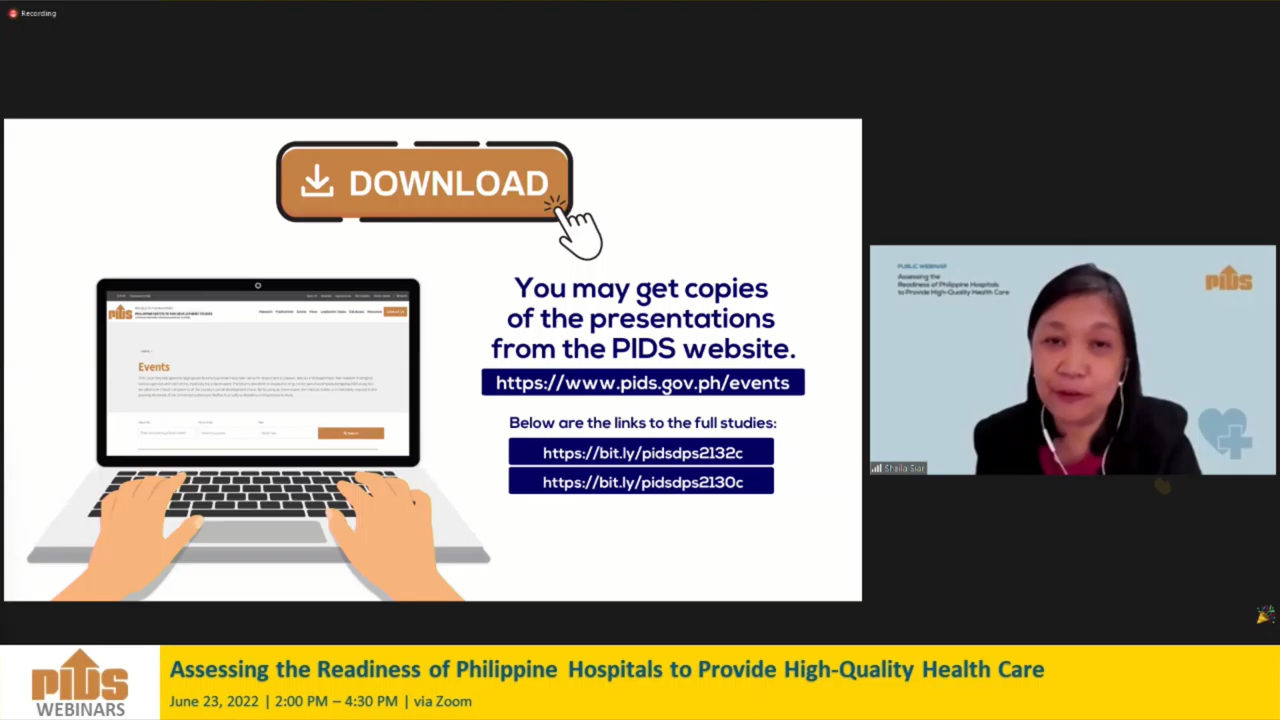 Recording
DOWNLOAD
You may get copies
of the presentations
from the PIDS website.
https://www.pids.gov.ph/events
Below are the links to the full studies:
https://bit.ly/pidsdps2132c
https://bit.ly/pidsdps2130c
PIDS
Events
PUBLIC WEBINAR
Assessing the
Readiness of Philippine Hospitals
to Provide High-Quality Health Care
PIDS
Sheila Siar
PIDS
WEBINARS
Assessing the Readiness of Philippine Hospitals to Provide High-Quality Health Care
June 23, 2022 | 2:00 PM – 4:30 PM | via Zoom